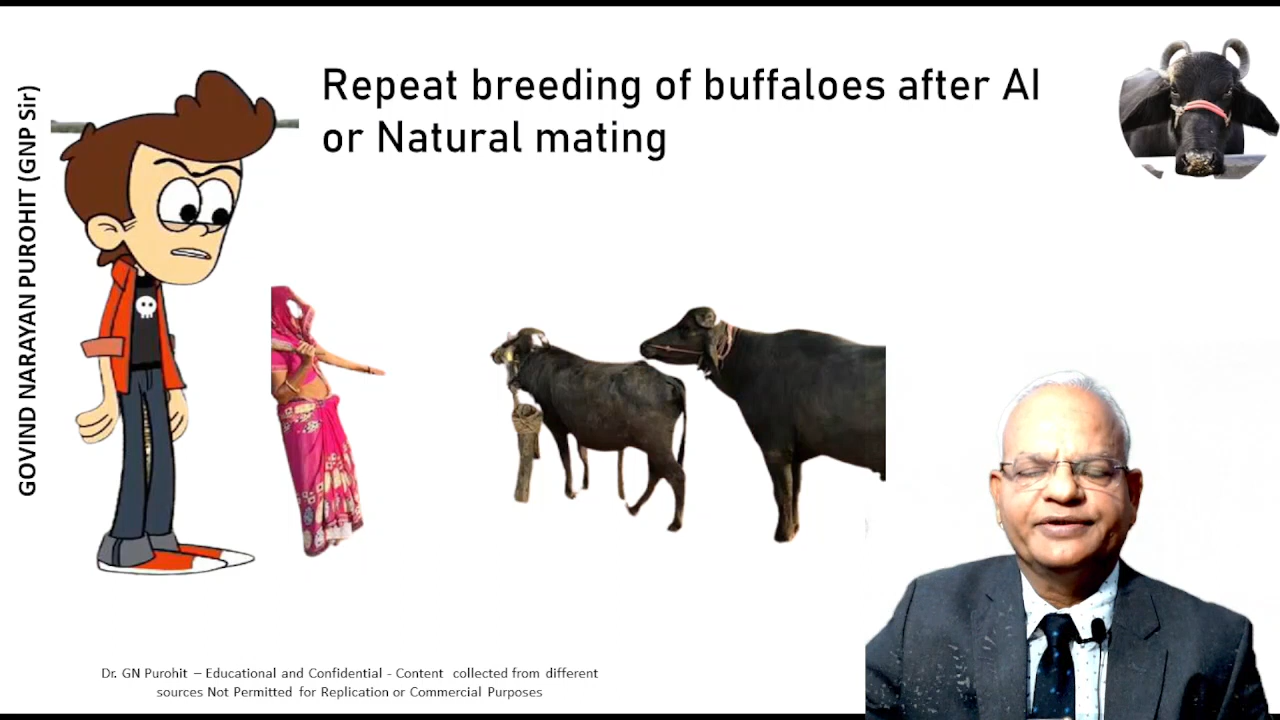 GOVIND NARAYAN PUROHIT (GNP Sir)
Repeat breeding of buffaloes after AI
or Natural mating
Dr. GN Purohit – Educational and Confidential - Content collected from different
sources Not Permitted for Replication or Commercial Purposes